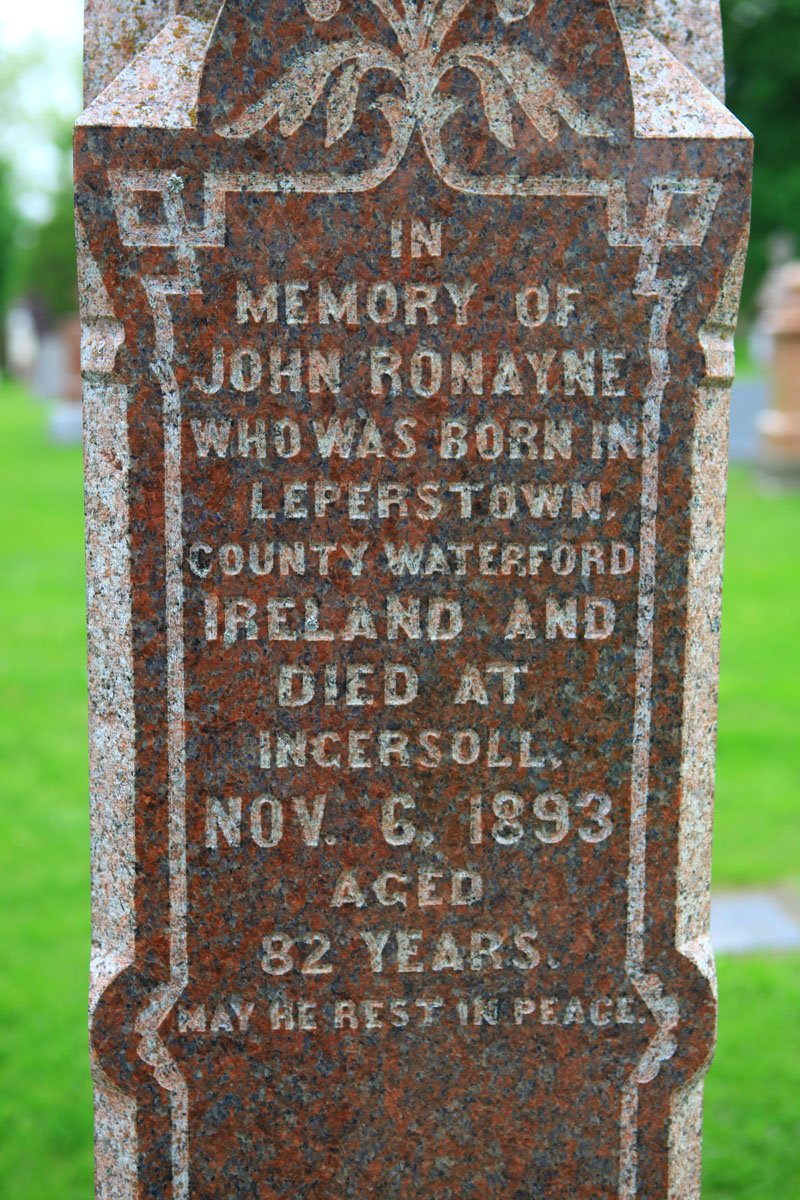 IN
MEMORY OF
JOHN RONAYNE
WHO WAS BORN IN
LEPERSTOWN,
COUNTY WATERFORD
IRELAND AND
DIED AT
INGERSOLL,
NOV. 6, 1893
AGED
82 YEARS.
MAY HE REST IN PEACE.